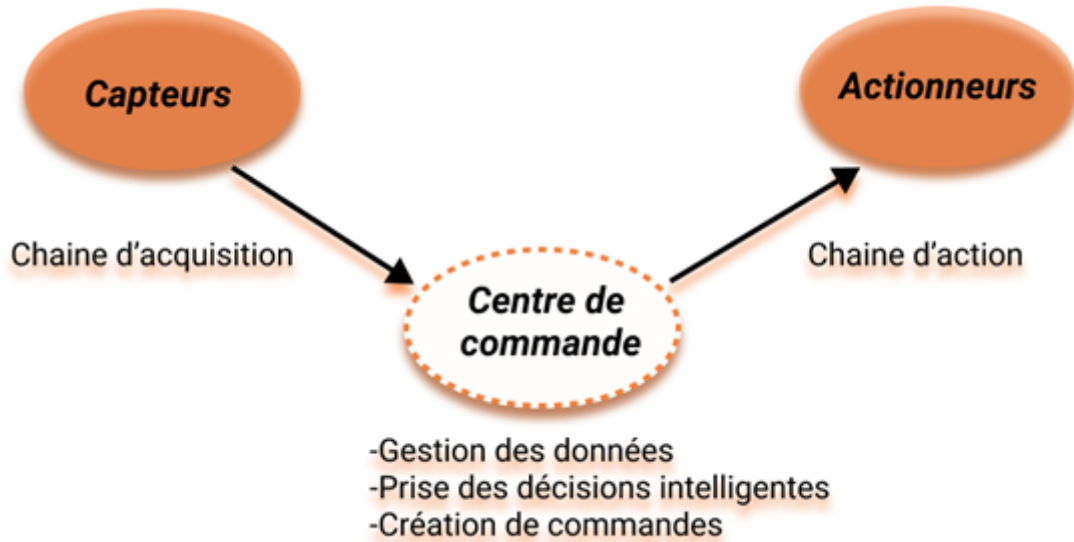 Capteurs
Actionneurs
Chaine d'acquisition
Chaine d'action
Centre de
commande
-Gestion des données
-Prise des décisions intelligentes
-Création de commandes